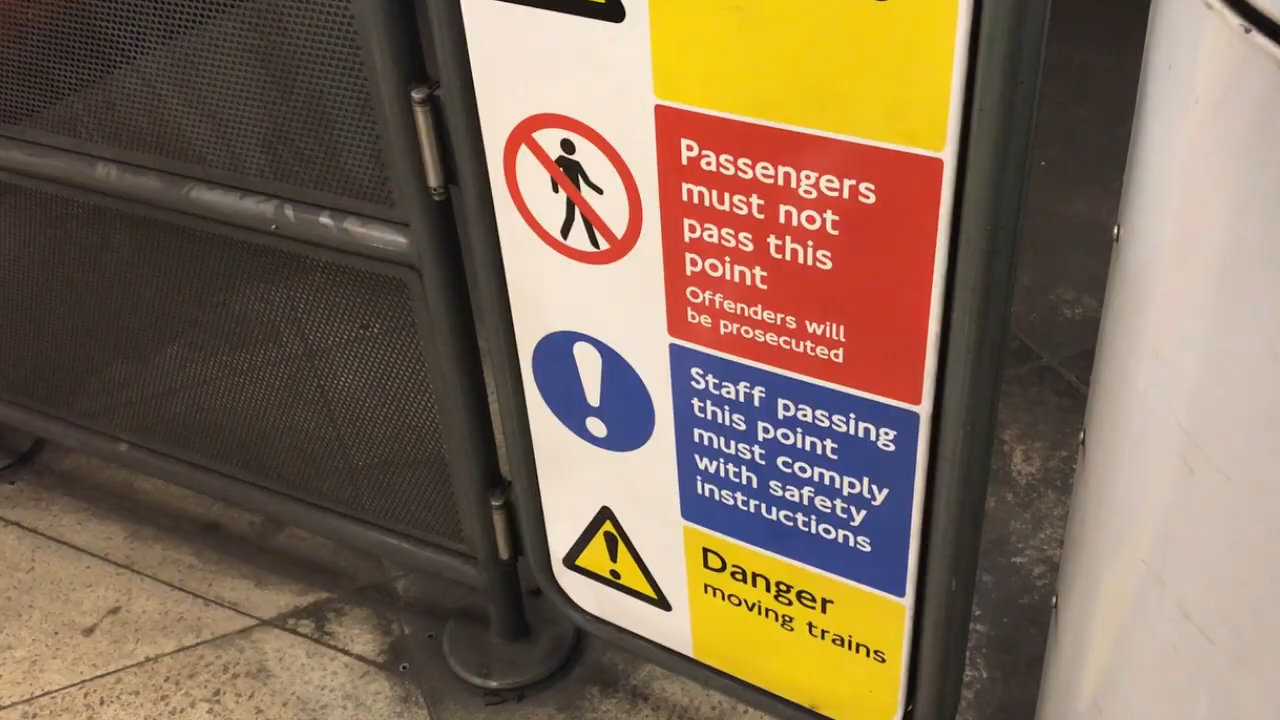 Passengers
must not
pass this
point
Offenders will
be prosecuted
Staff passing
this point
must comply
with safety
instructions
Danger
moving trains